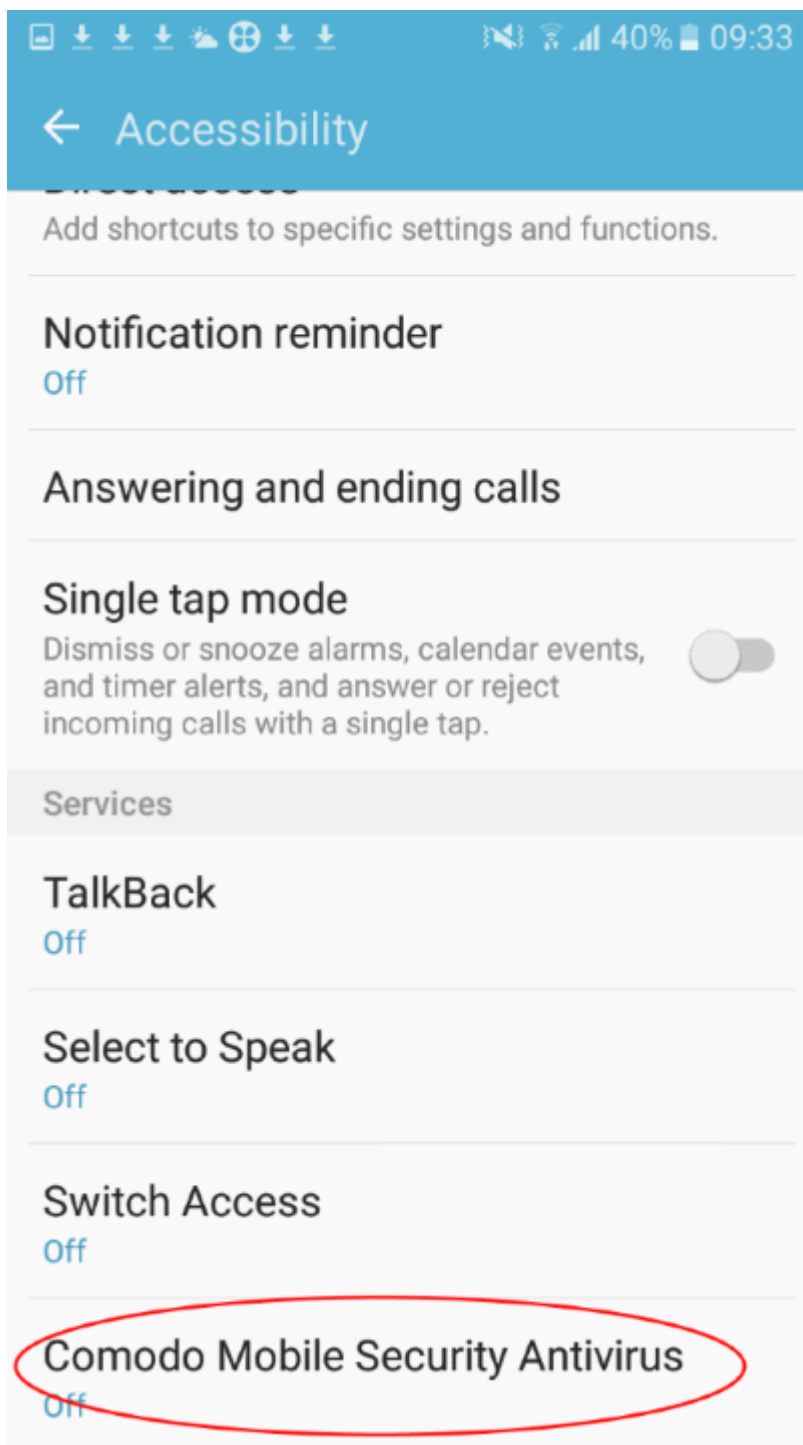 40% 09:33
Accessibility
Direct access
Add shortcuts to specific settings and functions.
Notification reminder
Off
Answering and ending calls
Single tap mode
Dismiss or snooze alarms, calendar events,
and timer alerts, and answer or reject
incoming calls with a single tap.
Services
TalkBack
Off
Select to Speak
Off
Switch Access
Off
Comodo Mobile Security Antivirus
Off